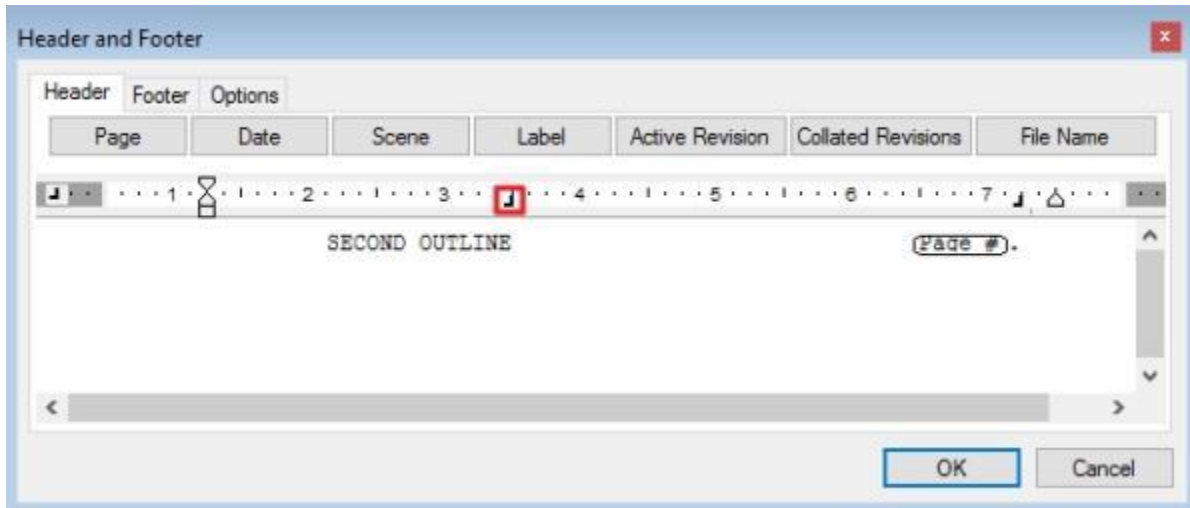 Header and Footer x
Header Footer Options
Page Date Scene Label Active Revision Collated Revisions File Name
1 2 3 4 5 6 7
SECOND OUTLINE (Page #).
OK Cancel